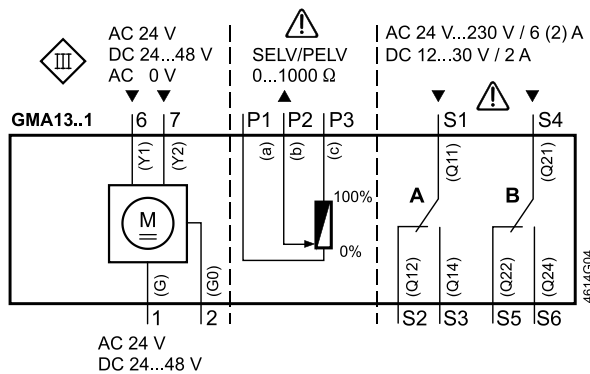 AC 24 V
DC 24...48 V
AC 0 V
SELV/PELV
0...1000 Ω
AC 24 V...230 V / 6 (2) A
DC 12...30 V / 2 A
III
GMA13..1
6 7
P1 P2 P3
S1 S4
(Y1)
(Y2)
(a)
(b)
(c)
(Q11)
(Q21)
100%
0%
A
B
M
(G)
(G0)
(Q12)
(Q14)
(Q22)
(Q24)
1 2
S2 S3 S5 S6
4614G04
AC 24 V
DC 24...48 V